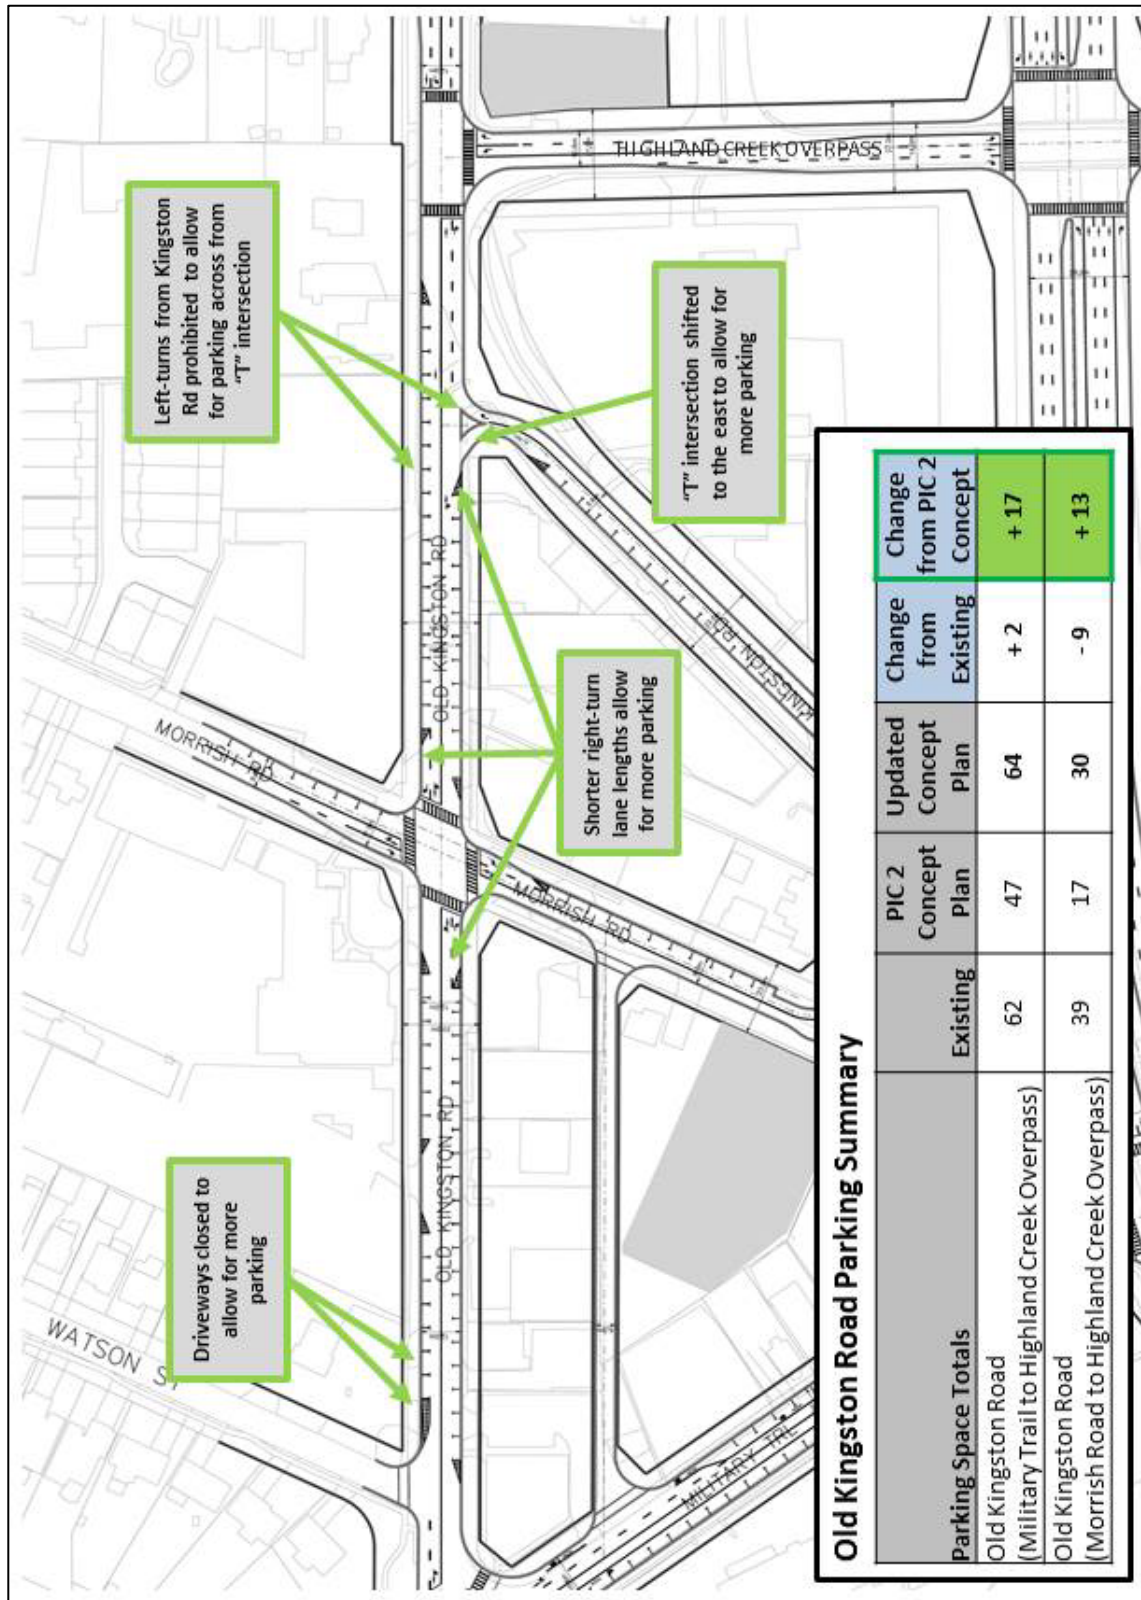 Driveways closed to
allow for more
parking
Left-turns from Kingston
Rd prohibited to allow
for parking across from
"T" intersection
Shorter right-turn
lane lengths allow
for more parking
"T" intersection shifted
to the east to allow for
more parking
WATSON ST
MORRISH RD
OLD KINGSTON RD
OLD KINGSTON RD
MORRISH RD
KINGSTON RD
MILITARY TRL
HIGHLAND CREEK OVERPASS
Old Kingston Road Parking Summary
Parking Space Totals Existing PIC 2 Concept Plan Updated Concept Plan Change from Existing Change from PIC 2 Concept
Old Kingston Road
(Military Trail to Highland Creek Overpass) 62 47 64 + 2 + 17
Old Kingston Road
(Morrish Road to Highland Creek Overpass) 39 17 30 - 9 + 13